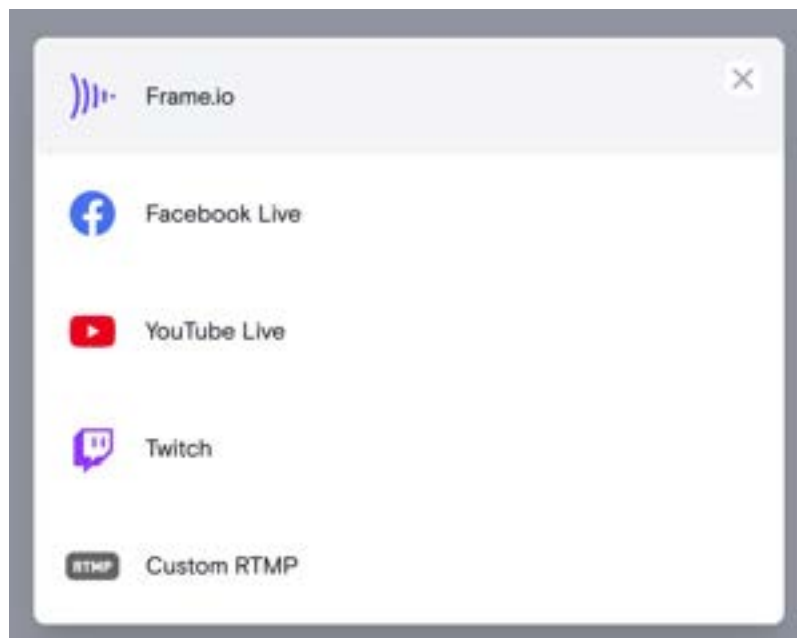 Frame.io
Facebook Live
YouTube Live
Twitch
RTMP Custom RTMP